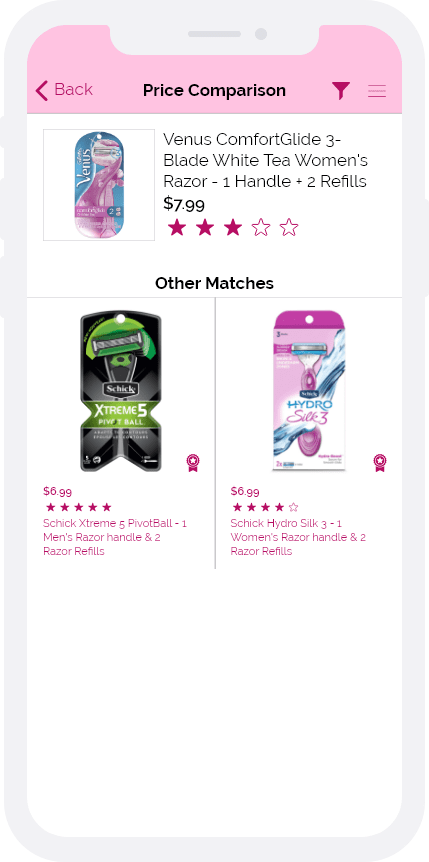 Back
Price Comparison
Venus
Venus ComfortGlide 3-
Blade White Tea Women's
Razor - 1 Handle + 2 Refills
$7.99
Other Matches
Schick
XTREME5
PIVOT BALL
Schick
HYDRO
Silk 3
$6.99
Schick Xtreme 5 PivotBall - 1
Men's Razor handle & 2
Razor Refills
$6.99
Schick Hydro Silk 3 - 1
Women's Razor handle & 2
Razor Refills